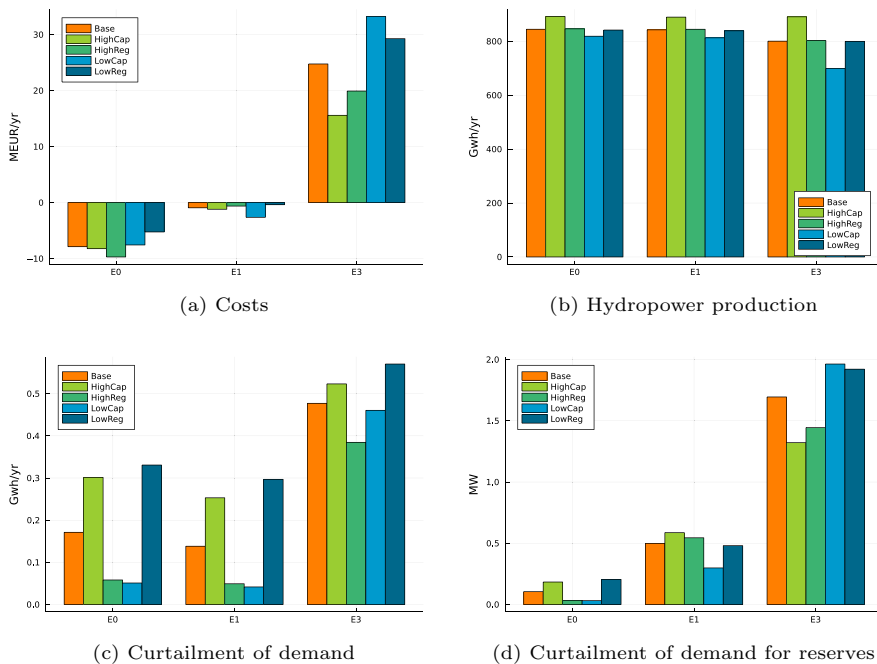 30
20
10
0
−10
MEUR/yr
Base
HighCap
HighReg
LowCap
LowReg
E0
E1
E3
(a) Costs
800
600
400
200
0
Gwh/yr
Base
HighCap
HighReg
LowCap
LowReg
E0
E1
E3
(b) Hydropower production
0.5
0.4
0.3
0.2
0.1
0.0
Gwh/yr
Base
HighCap
HighReg
LowCap
LowReg
E0
E1
E3
(c) Curtailment of demand
2.0
1.5
1.0
0.5
0.0
MW
Base
HighCap
HighReg
LowCap
LowReg
E0
E1
E3
(d) Curtailment of demand for reserves